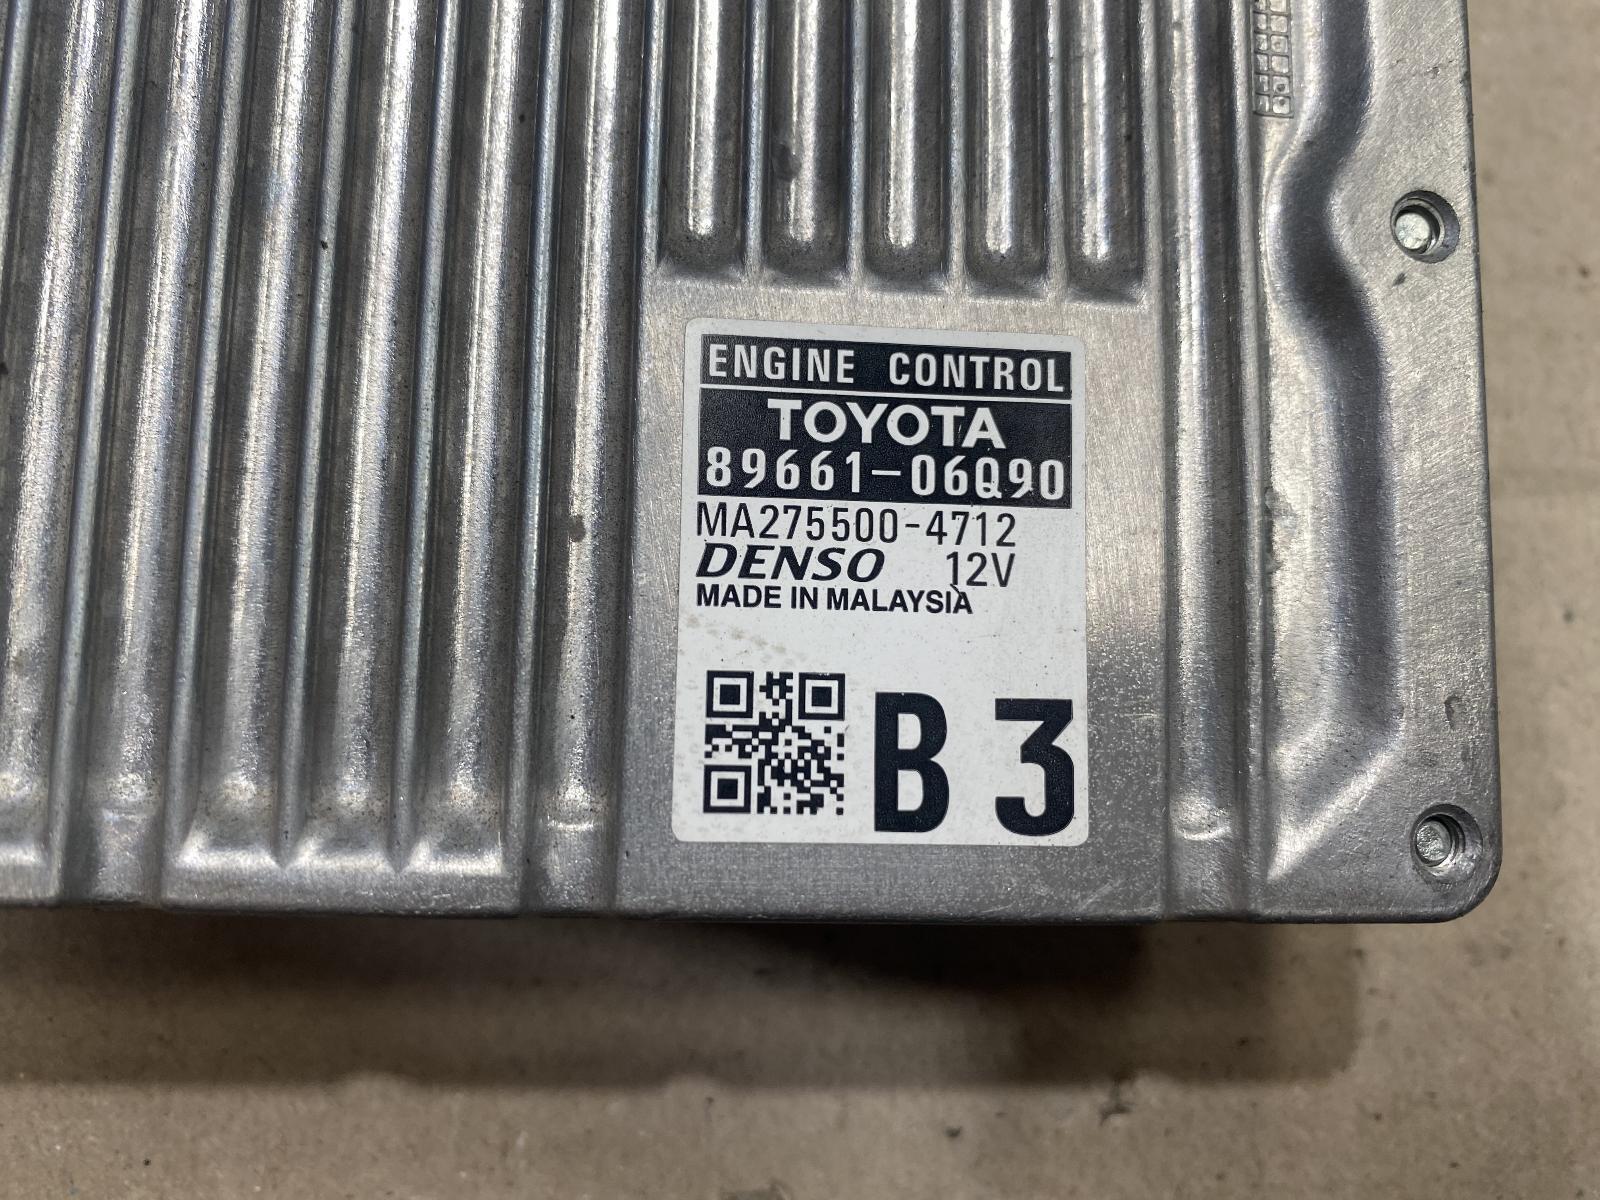 ENGINE CONTROL
TOYOTA
89661-06Q90
MA275500-4712
DENSO 12V
MADE IN MALAYSIA
B3